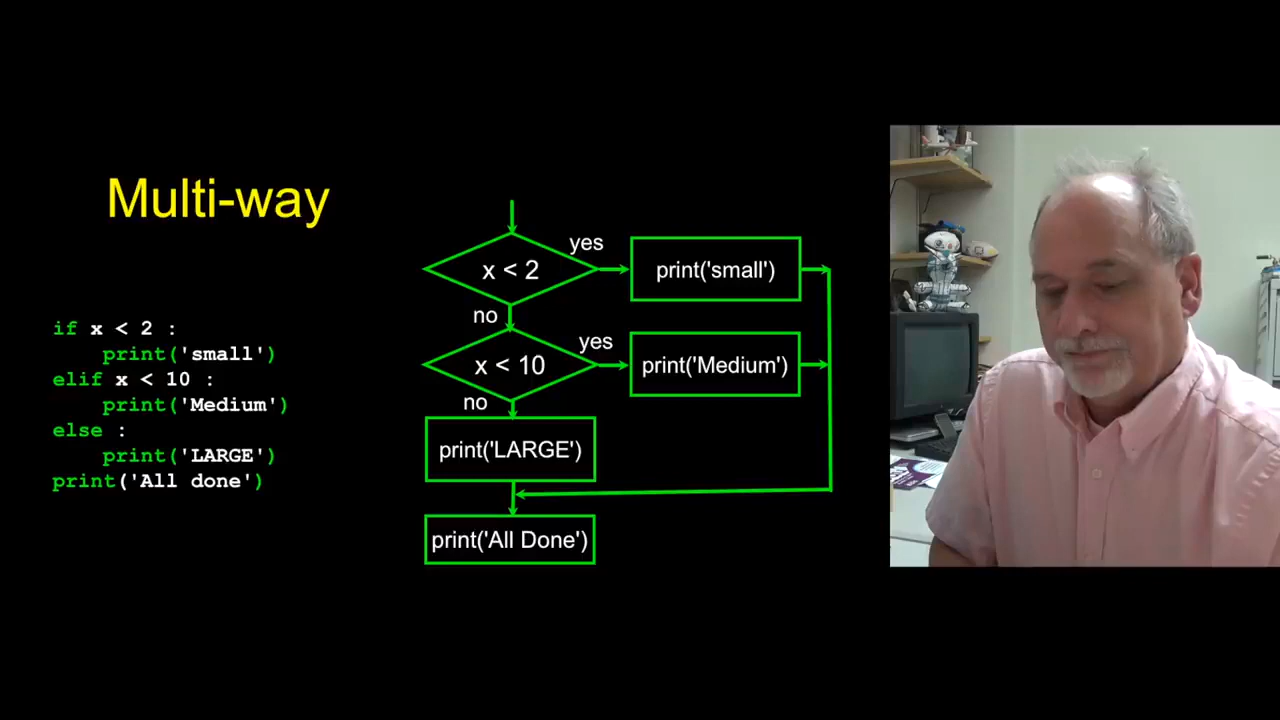 Multi-way
if x < 2 :
    print('small')
elif x < 10 :
    print('Medium')
else :
    print('LARGE')
print('All done')
x < 2
yes
print('small')
no
x < 10
yes
print('Medium')
no
print('LARGE')
print('All Done')